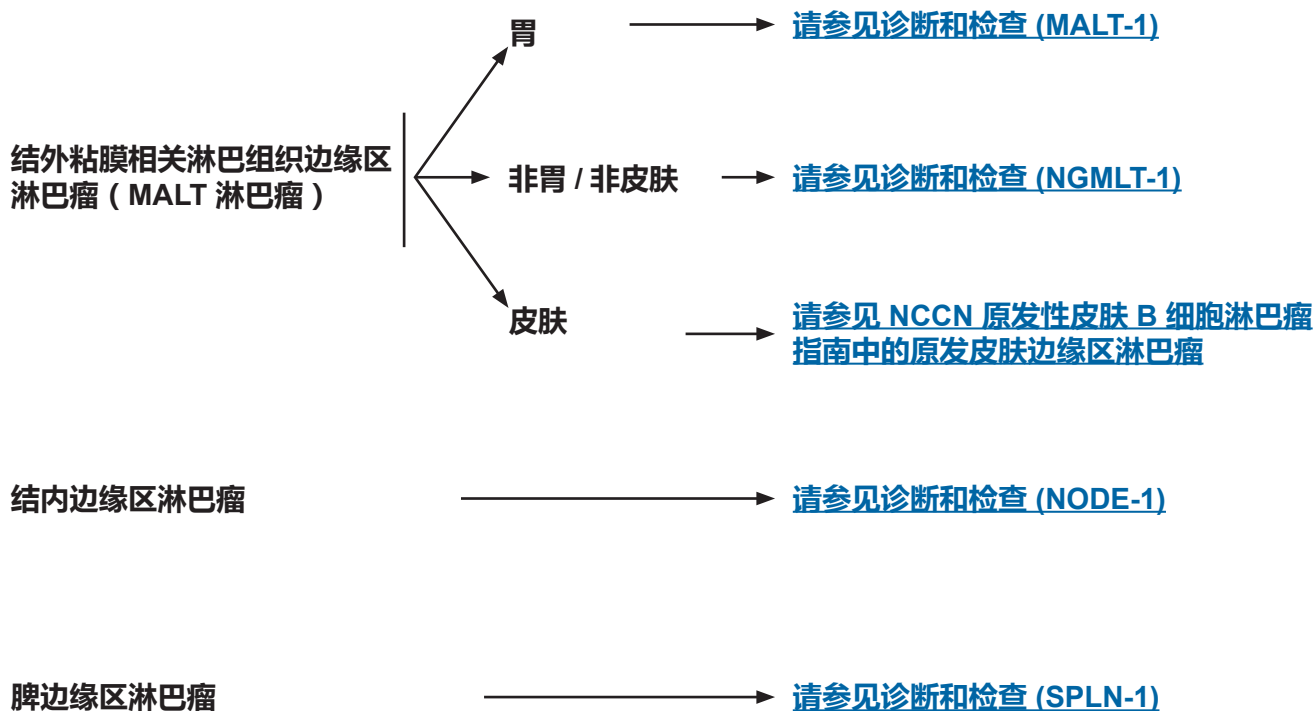 胃
请参见诊断和检查 (MALT-1)
结外粘膜相关淋巴组织边缘区
淋巴瘤（MALT 淋巴瘤）
非胃 / 非皮肤
请参见诊断和检查 (NGMLT-1)
皮肤
请参见 NCCN 原发性皮肤 B 细胞淋巴瘤
指南中的原发皮肤边缘区淋巴瘤
结内边缘区淋巴瘤
请参见诊断和检查 (NODE-1)
脾边缘区淋巴瘤
请参见诊断和检查 (SPLN-1)